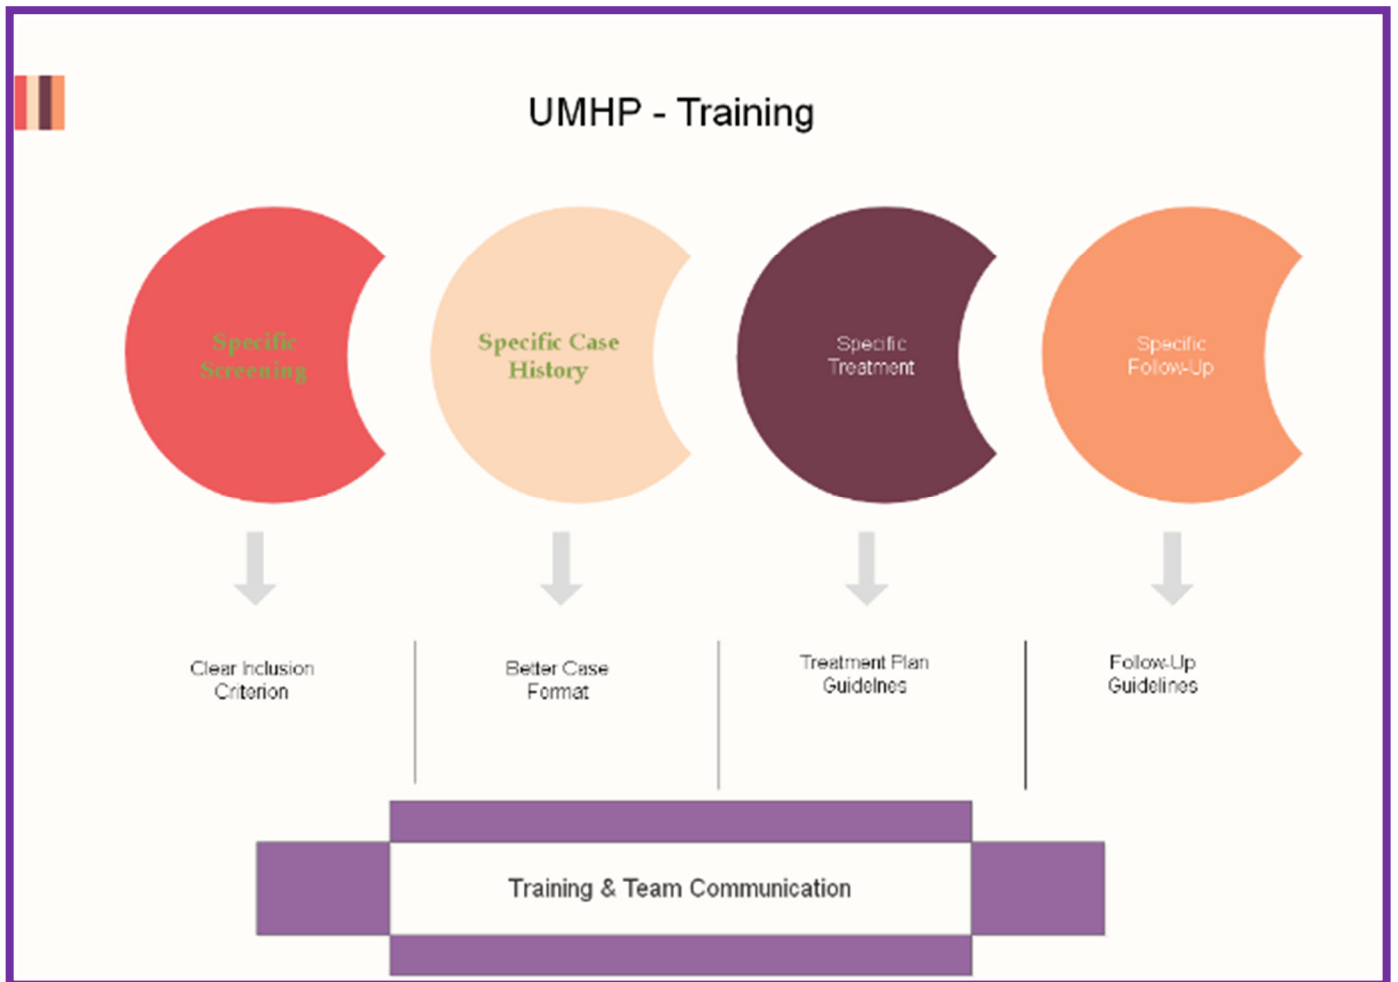 UMHP - Training
Specific
Screening
Specific Case
History
Specific
Treatment
Specific
Follow-Up
Clear Inclusion
Criterion
Better Case
Format
Treatment Plan
Guidelnes
Follow-Up
Guidelines
Training & Team Communication